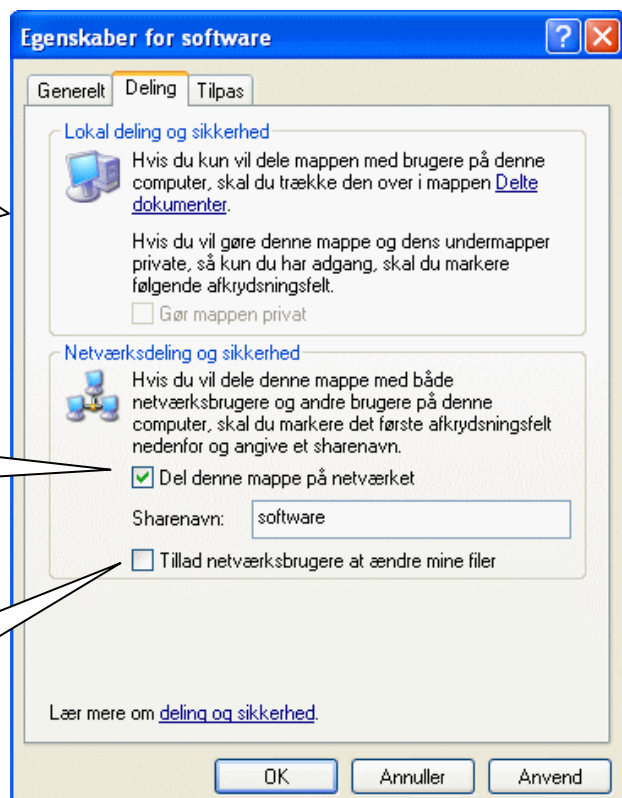 Egenskaber for software
Generelt Deling Tilpas
Lokal deling og sikkerhed
Hvis du kun vil dele mappen med brugere på denne
computer, skal du trække den over i mappen Delte
dokumenter.
Hvis du vil gøre denne mappe og dens undermapper
private, så kun du har adgang, skal du markere
følgende afkrydsningsfelt.
Gør mappen privat
Netværksdeling og sikkerhed
Hvis du vil dele denne mappe med både
netværksbrugere og andre brugere på denne
computer, skal du markere det første afkrydsningsfelt
nedenfor og angive et sharenavn.
Del denne mappe på netværket
Sharenavn: software
Tillad netværksbrugere at ændre mine filer
Lær mere om deling og sikkerhed.
OK Annuller Anvend